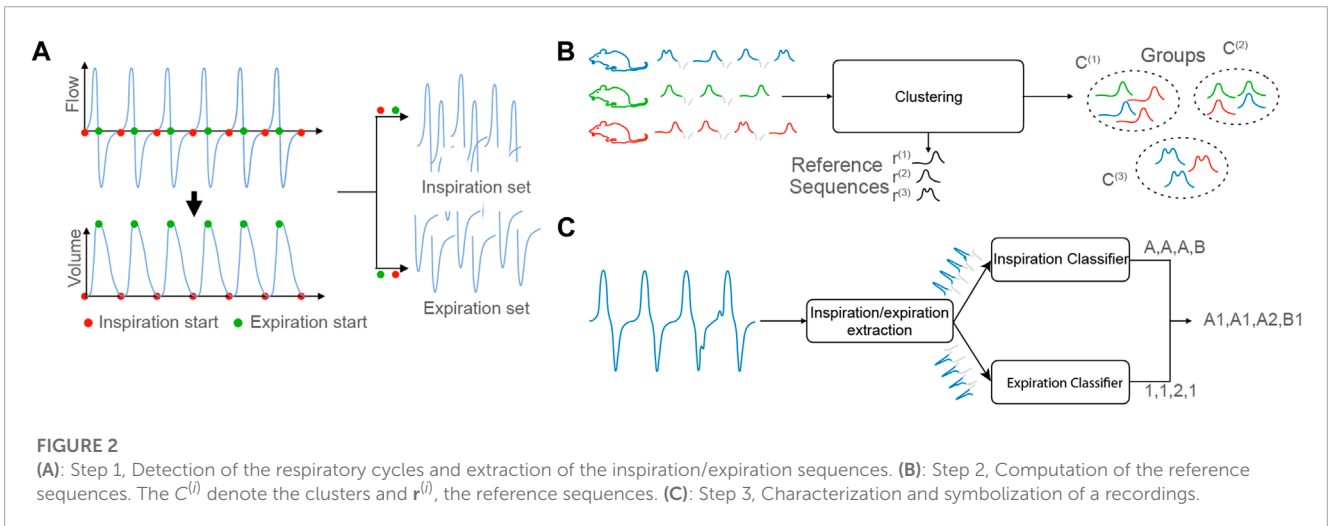 A
Flow
Volume
Inspiration start
Expiration start
Inspiration set
Expiration set
B
Clustering
Reference
Sequences
r(1)
r(2)
r(3)
Groups
C(1)
C(2)
C(3)
C
Inspiration/expiration
extraction
Inspiration Classifier
Expiration Classifier
A,A,A,B
1,1,2,1
A1,A1,A2,B1
FIGURE 2
(A): Step 1, Detection of the respiratory cycles and extraction of the inspiration/expiration sequences. (B): Step 2, Computation of the reference
sequences. The C(i) denote the clusters and r(i), the reference sequences. (C): Step 3, Characterization and symbolization of a recordings.